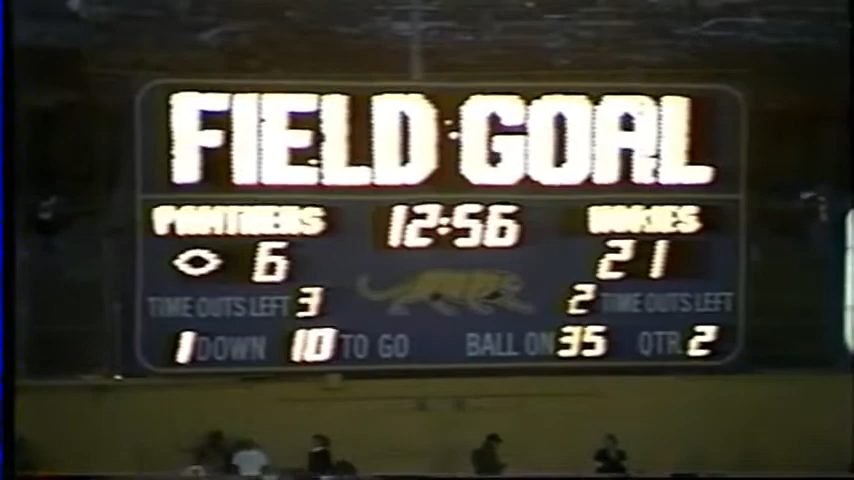 FIELD GOAL
PANTHERS 12:56 HOKIES
6 21
TIME OUTS LEFT 3 2 TIME OUTS LEFT
1 DOWN 10 TO GO BALL ON 35 QTR 2